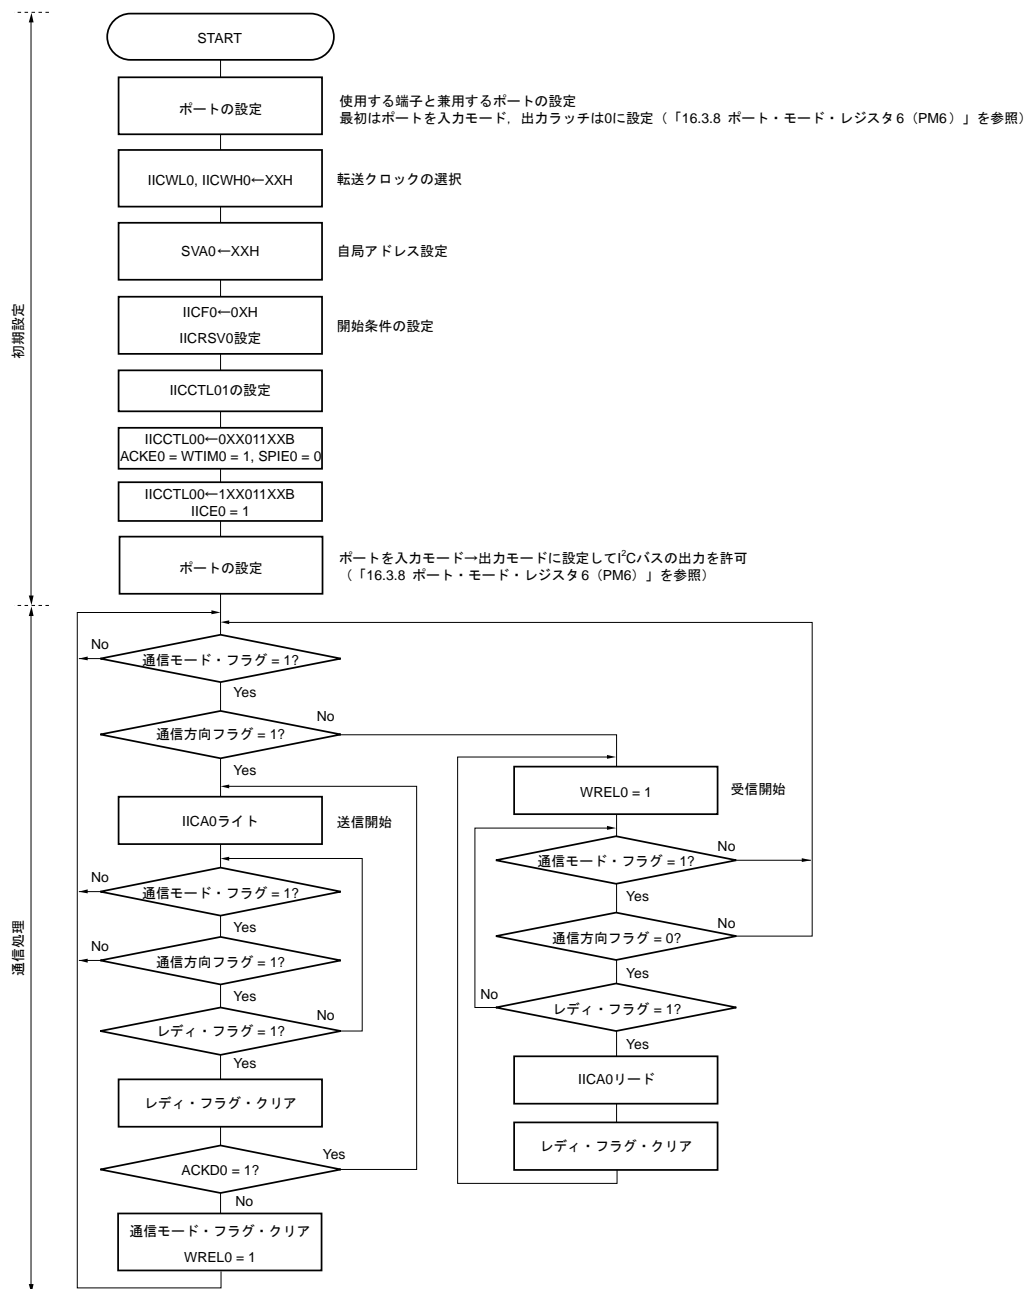 START
ポートの設定
使用する端子と兼用するポートの設定
最初はポートを入力モード，出力ラッチは0に設定（「16.3.8 ポート・モード・レジスタ6（PM6）」を参照）
IICWL0, IICWH0←XXH
転送クロックの選択
SVA0←XXH
自局アドレス設定
IICF0←0XH
IICRSV0設定
開始条件の設定
IICCTL01の設定
IICCTL00←0XX011XXB
ACKE0 = WTIM0 = 1, SPIE0 = 0
IICCTL00←1XX011XXB
IICE0 = 1
ポートの設定
ポートを入力モード→出力モードに設定してI²Cバスの出力を許可
（「16.3.8 ポート・モード・レジスタ6（PM6）」を参照）
初期設定
通信モード・フラグ = 1?
No
Yes
通信方向フラグ = 1?
No
Yes
IICA0ライト
送信開始
通信モード・フラグ = 1?
No
Yes
通信方向フラグ = 1?
No
Yes
レディ・フラグ = 1?
No
Yes
レディ・フラグ・クリア
ACKD0 = 1?
Yes
No
通信モード・フラグ・クリア
WREL0 = 1
WREL0 = 1
受信開始
通信モード・フラグ = 1?
No
Yes
通信方向フラグ = 0?
No
Yes
レディ・フラグ = 1?
No
Yes
IICA0リード
レディ・フラグ・クリア
通信処理